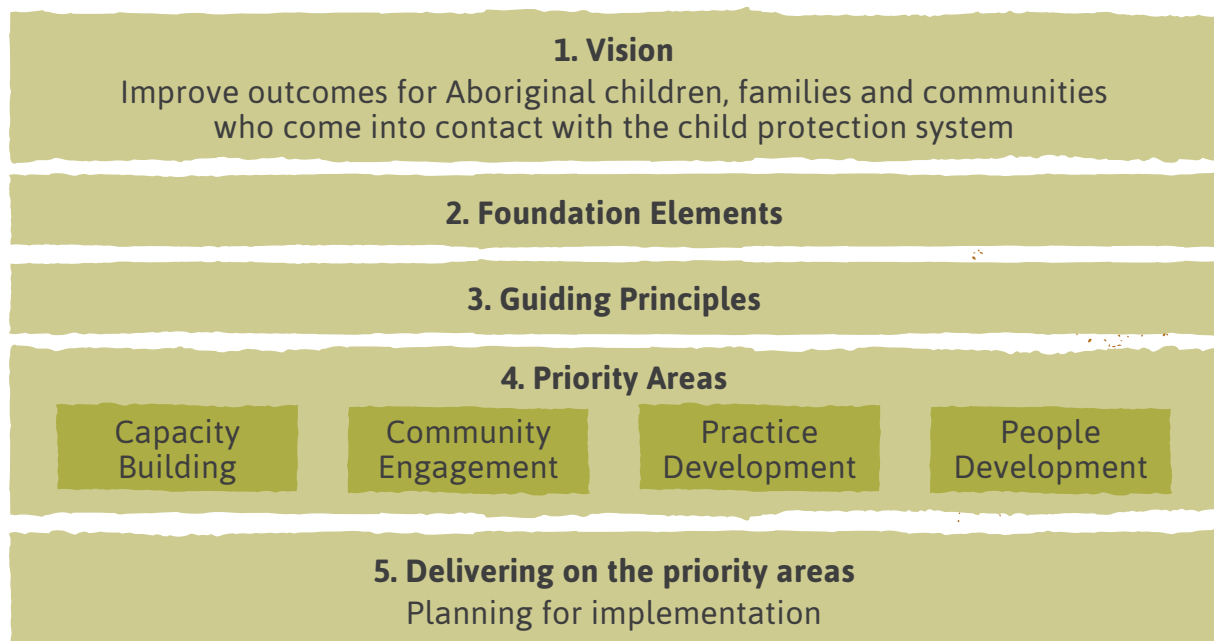 1. Vision
Improve outcomes for Aboriginal children, families and communities
who come into contact with the child protection system
2. Foundation Elements
3. Guiding Principles
4. Priority Areas
Capacity
Building
Community
Engagement
Practice
Development
People
Development
5. Delivering on the priority areas
Planning for implementation